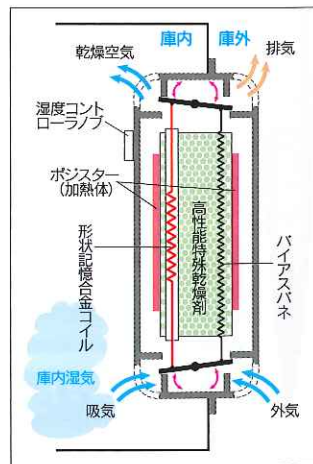 庫内
庫外
乾燥空気
排気
湿度コント
ローラノブ
ポジスター
(加熱体)
高性能特殊乾燥剤
形状記憶合金コイル
バイアスバネ
庫内湿気
吸気
外気